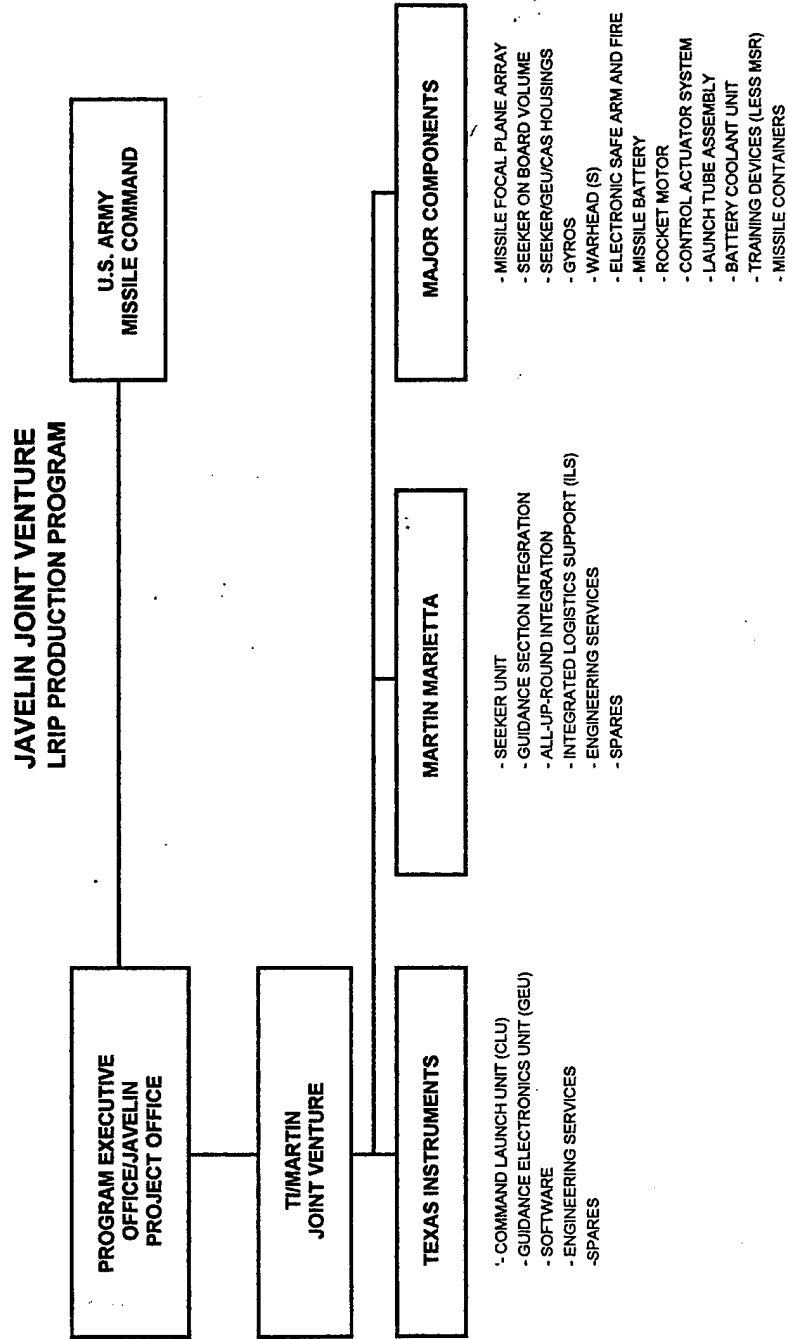 JAVELIN JOINT VENTURE
LRIP PRODUCTION PROGRAM
PROGRAM EXECUTIVE
OFFICE/JAVELIN
PROJECT OFFICE
U.S. ARMY
MISSILE COMMAND
TI/MARTIN
JOINT VENTURE
TEXAS INSTRUMENTS
'- COMMAND LAUNCH UNIT (CLU)
- GUIDANCE ELECTRONICS UNIT (GEU)
- SOFTWARE
- ENGINEERING SERVICES
-SPARES
MARTIN MARIETTA
- SEEKER UNIT
- GUIDANCE SECTION INTEGRATION
- ALL-UP-ROUND INTEGRATION
- INTEGRATED LOGISTICS SUPPORT (ILS)
- ENGINEERING SERVICES
- SPARES
MAJOR COMPONENTS
- MISSILE FOCAL PLANE ARRAY
- SEEKER ON BOARD VOLUME
- SEEKER/GEU/CAS HOUSINGS
- GYROS
- WARHEAD (S)
- ELECTRONIC SAFE ARM AND FIRE
- MISSILE BATTERY
- ROCKET MOTOR
- CONTROL ACTUATOR SYSTEM
- LAUNCH TUBE ASSEMBLY
- BATTERY COOLANT UNIT
- TRAINING DEVICES (LESS MSR)
- MISSILE CONTAINERS